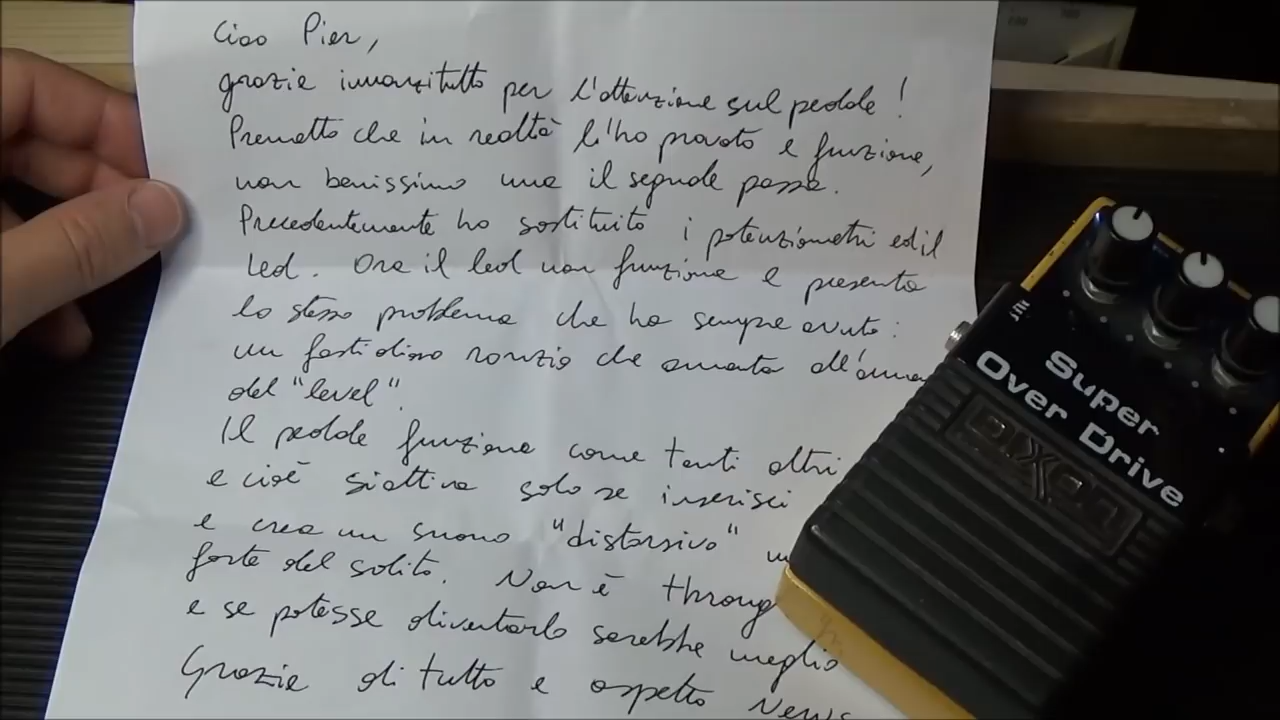 Ciao Pier,
grazie innanzitutto per l'attenzione sul pedale!
Premetto che in realtà l'ho provato e funziona,
non benissimo ma il segnale passa.
Precedentemente ho sostituito i potenziometri ed il
led. Ora il led non funziona e presenta
lo stesso problema che ha sempre avuto:
un fastidioso ronzio che aumenta all'aume
del "level".
Il pedale funziona come tanti altri
e cioè si attiva solo se inserisci
e crea un suono "distorsivo"
forte del solito. Non è throug
e se potesse diventarlo sarebbe meglio
Grazie di tutto e aspetto News
Super
Over Drive
DIXON